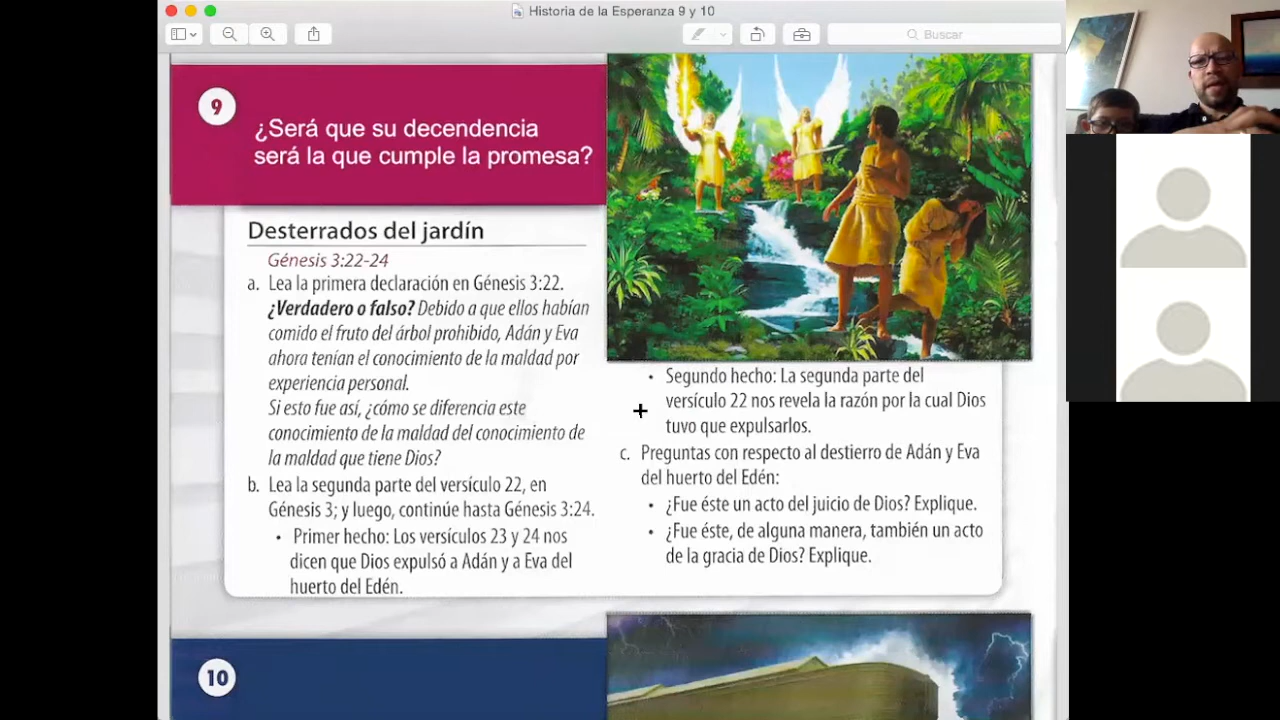 Historia de la Esperanza 9 y 10
Buscar
9
¿Será que su decendencia
será la que cumple la promesa?
Desterrados del jardín
Génesis 3:22-24
a. Lea la primera declaración en Génesis 3:22.
¿Verdadero o falso? Debido a que ellos habían
comido el fruto del árbol prohibido, Adán y Eva
ahora tenían el conocimiento de la maldad por
experiencia personal.
Si esto fue así, ¿cómo se diferencia este
conocimiento de la maldad del conocimiento de
la maldad que tiene Dios?
b. Lea la segunda parte del versículo 22, en
Génesis 3; y luego, continúe hasta Génesis 3:24.
• Primer hecho: Los versículos 23 y 24 nos
dicen que Dios expulsó a Adán y a Eva del
huerto del Edén.
• Segundo hecho: La segunda parte del
versículo 22 nos revela la razón por la cual Dios
tuvo que expulsarlos.
c. Preguntas con respecto al destierro de Adán y Eva
del huerto del Edén:
• ¿Fue éste un acto del juicio de Dios? Explique.
• ¿Fue éste, de alguna manera, también un acto
de la gracia de Dios? Explique.
10